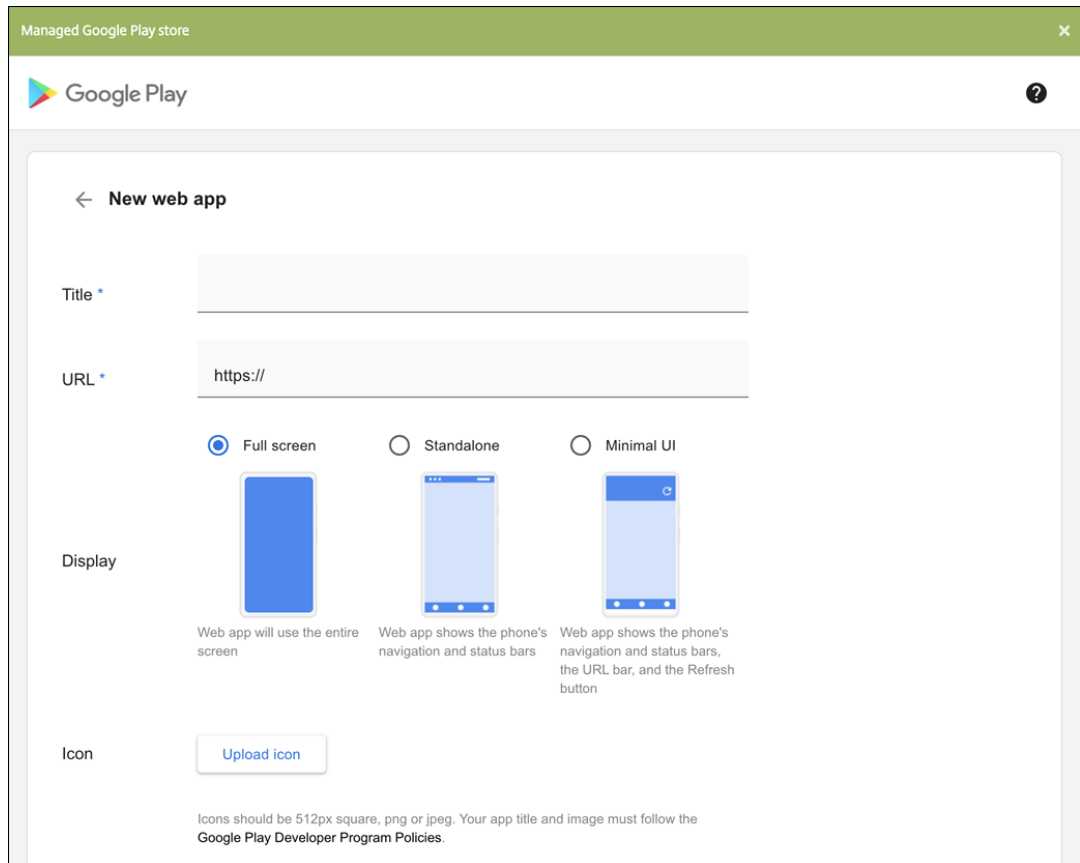 Managed Google Play store
Google Play
New web app
Title *
URL *
https://
Full screen
Standalone
Minimal UI
Display
Web app will use the entire
screen
Web app shows the phone's
navigation and status bars
Web app shows the phone's
navigation and status bars,
the URL bar, and the Refresh
button
Icon
Upload icon
Icons should be 512px square, png or jpeg. Your app title and image must follow the
Google Play Developer Program Policies.